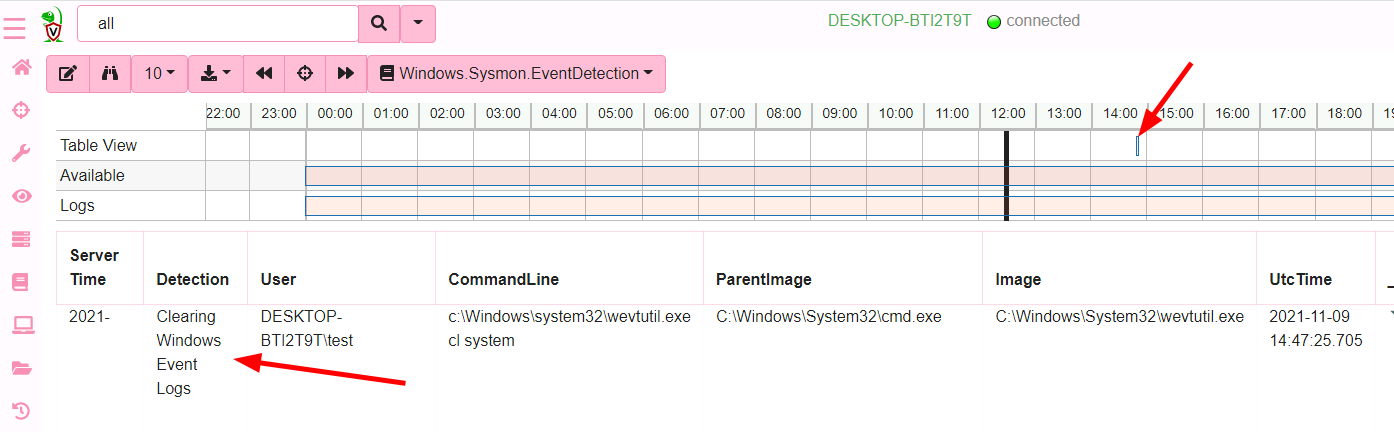 all
DESKTOP-BTI2T9T connected
10
Windows.Sysmon.EventDetection
22:00 23:00 00:00 01:00 02:00 03:00 04:00 05:00 06:00 07:00 08:00 09:00 10:00 11:00 12:00 13:00 14:00 15:00 16:00 17:00 18:00 19
Table View
Available
Logs
Server Time
Detection
User
CommandLine
ParentImage
Image
UtcTime
2021-
Clearing
Windows
Event
Logs
DESKTOP-
BTI2T9T\test
c:\Windows\system32\wevtutil.exe
cl system
C:\Windows\System32\cmd.exe
C:\Windows\System32\wevtutil.exe
2021-11-09
14:47:25.705